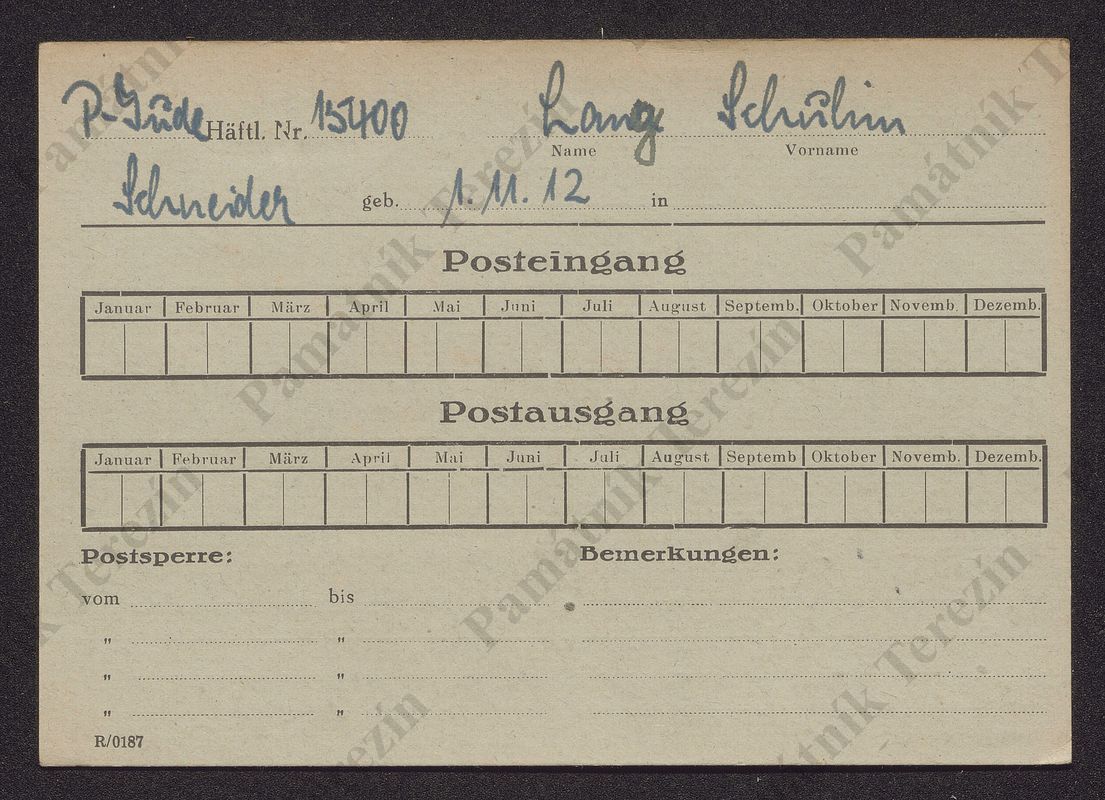 P-Jude Häftl. Nr. 15400 Lang Schulim
Name Vorname
Schneider geb. 1. 11. 12 in
Posteingang
Januar Februar März April Mai Juni Juli August Septemb. Oktober Novemb. Dezemb.
Postausgang
Januar Februar März April Mai Juni Juli August Septemb Oktober Novemb. Dezemb.
Postsperre: Bemerkungen:
vom bis
" "
" "
" "
R/0187
Památník Terezín